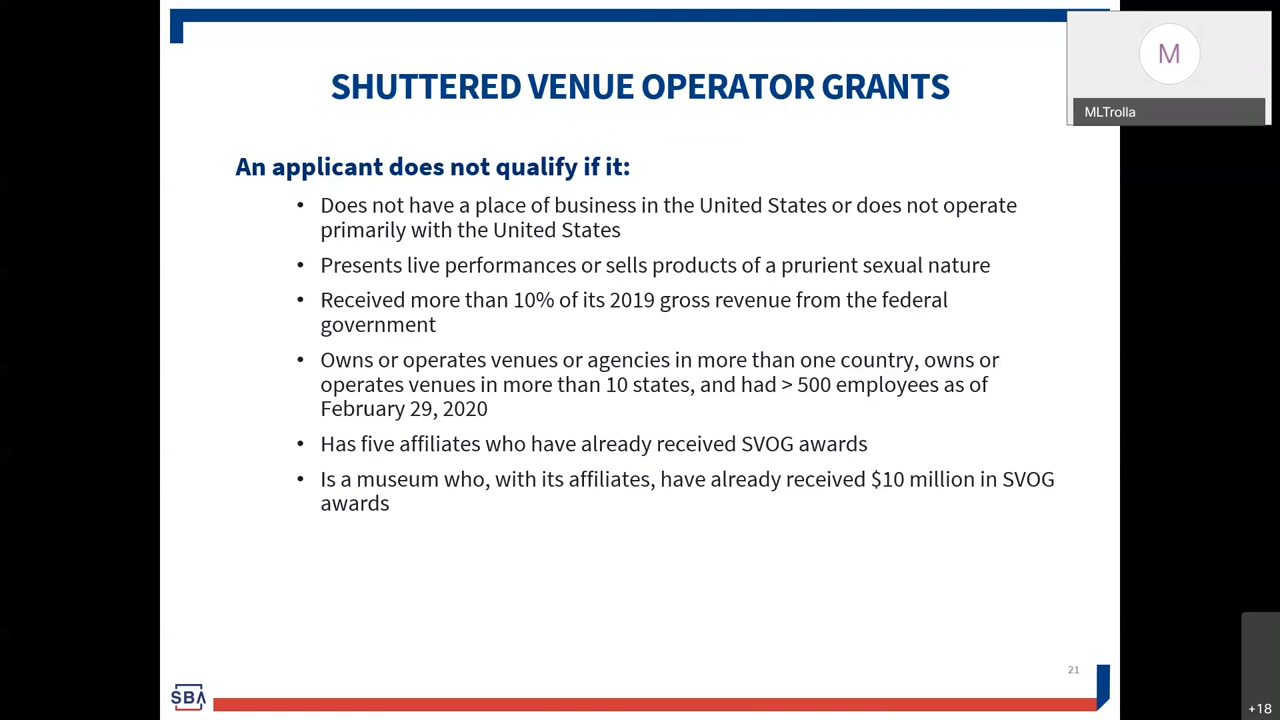 SHUTTERED VENUE OPERATOR GRANTS
M
MLTrolla
An applicant does not qualify if it:
• Does not have a place of business in the United States or does not operate
primarily with the United States
• Presents live performances or sells products of a prurient sexual nature
• Received more than 10% of its 2019 gross revenue from the federal
government
• Owns or operates venues or agencies in more than one country, owns or
operates venues in more than 10 states, and had > 500 employees as of
February 29, 2020
• Has five affiliates who have already received SVOG awards
• Is a museum who, with its affiliates, have already received $10 million in SVOG
awards
21
SBA
+18